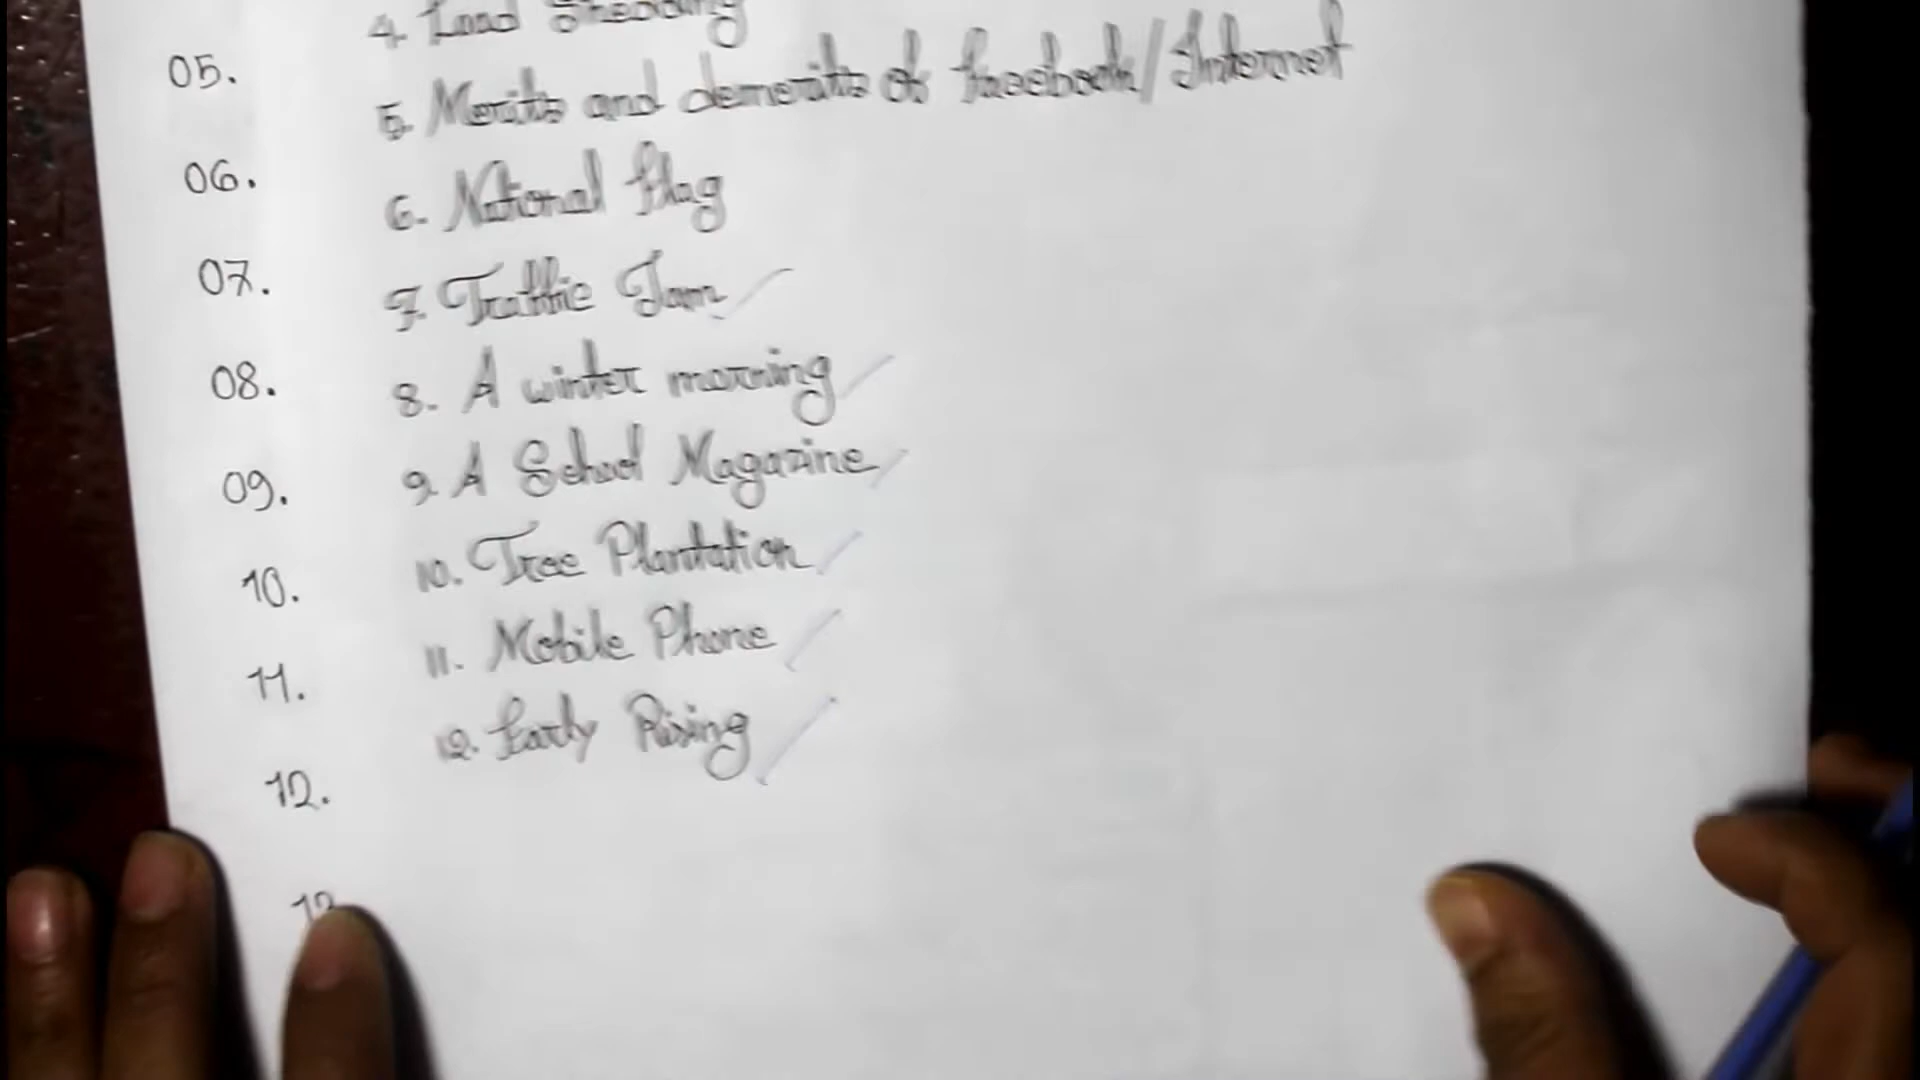 4. Load Shedding
05.
5. Merits and demerits of facebook/Internet
06.
6. National flag
07.
7. Traffic Jam
08.
8. A winter morning
09.
9. A School Magazine
10.
10. Tree Plantation
11.
11. Mobile Phone
12.
12. Early Rising